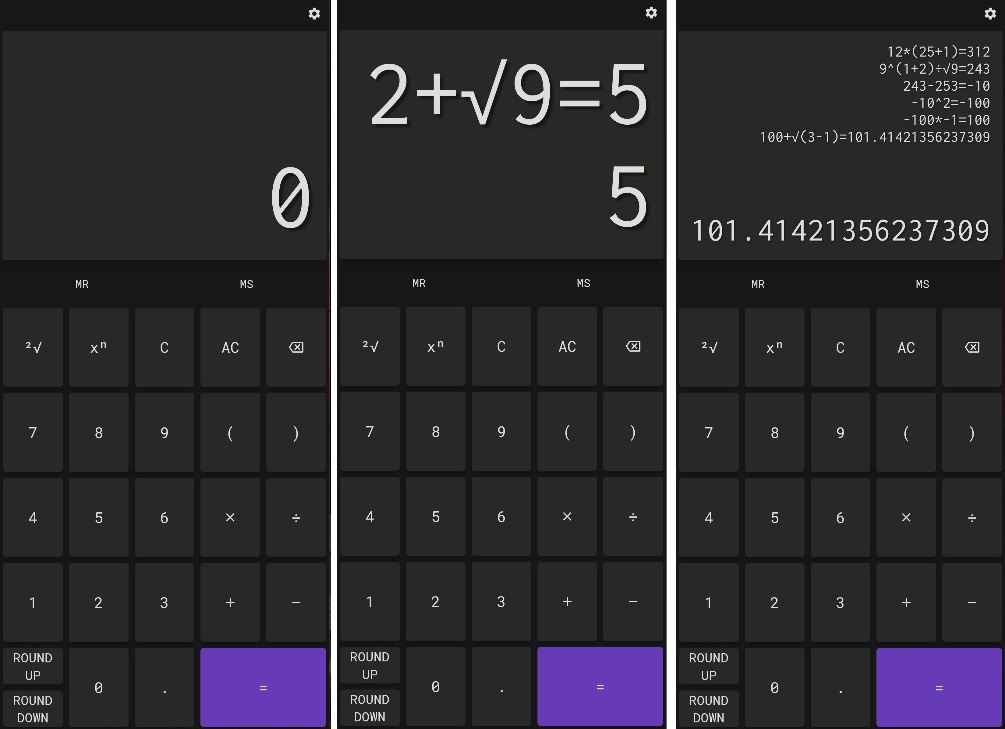 0
MR MS
²√ xⁿ C AC
7 8 9 ( )
4 5 6 × ÷
1 2 3 + −
ROUND UP
ROUND DOWN
0 . =
2+√9=5
5
MR MS
²√ xⁿ C AC
7 8 9 ( )
4 5 6 × ÷
1 2 3 + −
ROUND UP
ROUND DOWN
0 . =
12*(25+1)=312
9^(1+2)÷√9=243
243-253=-10
-10^2=-100
-100*-1=100
100+√(3-1)=101.41421356237309
101.41421356237309
MR MS
²√ xⁿ C AC
7 8 9 ( )
4 5 6 × ÷
1 2 3 + −
ROUND UP
ROUND DOWN
0 . =